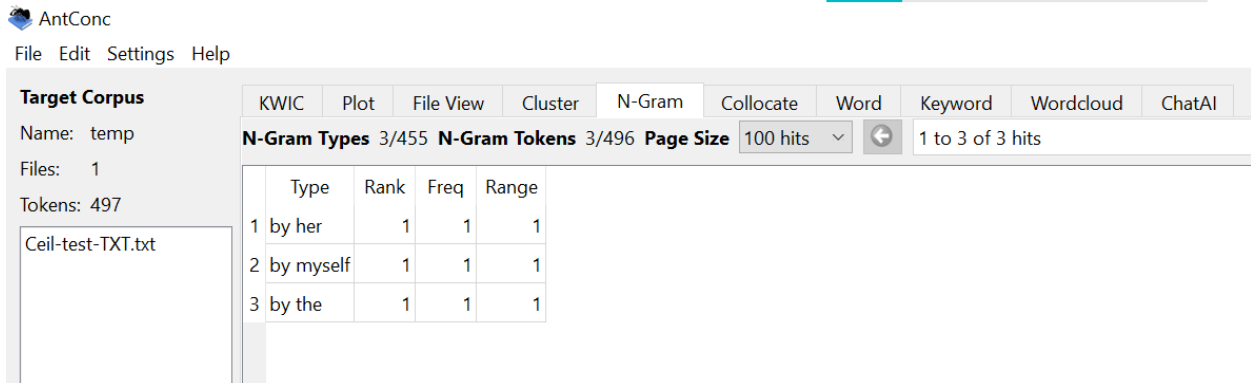 AntConc
File Edit Settings Help
Target Corpus
Name: temp
Files: 1
Tokens: 497
Ceil-test-TXT.txt
KWIC Plot File View Cluster N-Gram Collocate Word Keyword Wordcloud ChatAI
N-Gram Types 3/455 N-Gram Tokens 3/496 Page Size 100 hits 1 to 3 of 3 hits
Type Rank Freq Range
1 by her 1 1 1
2 by myself 1 1 1
3 by the 1 1 1